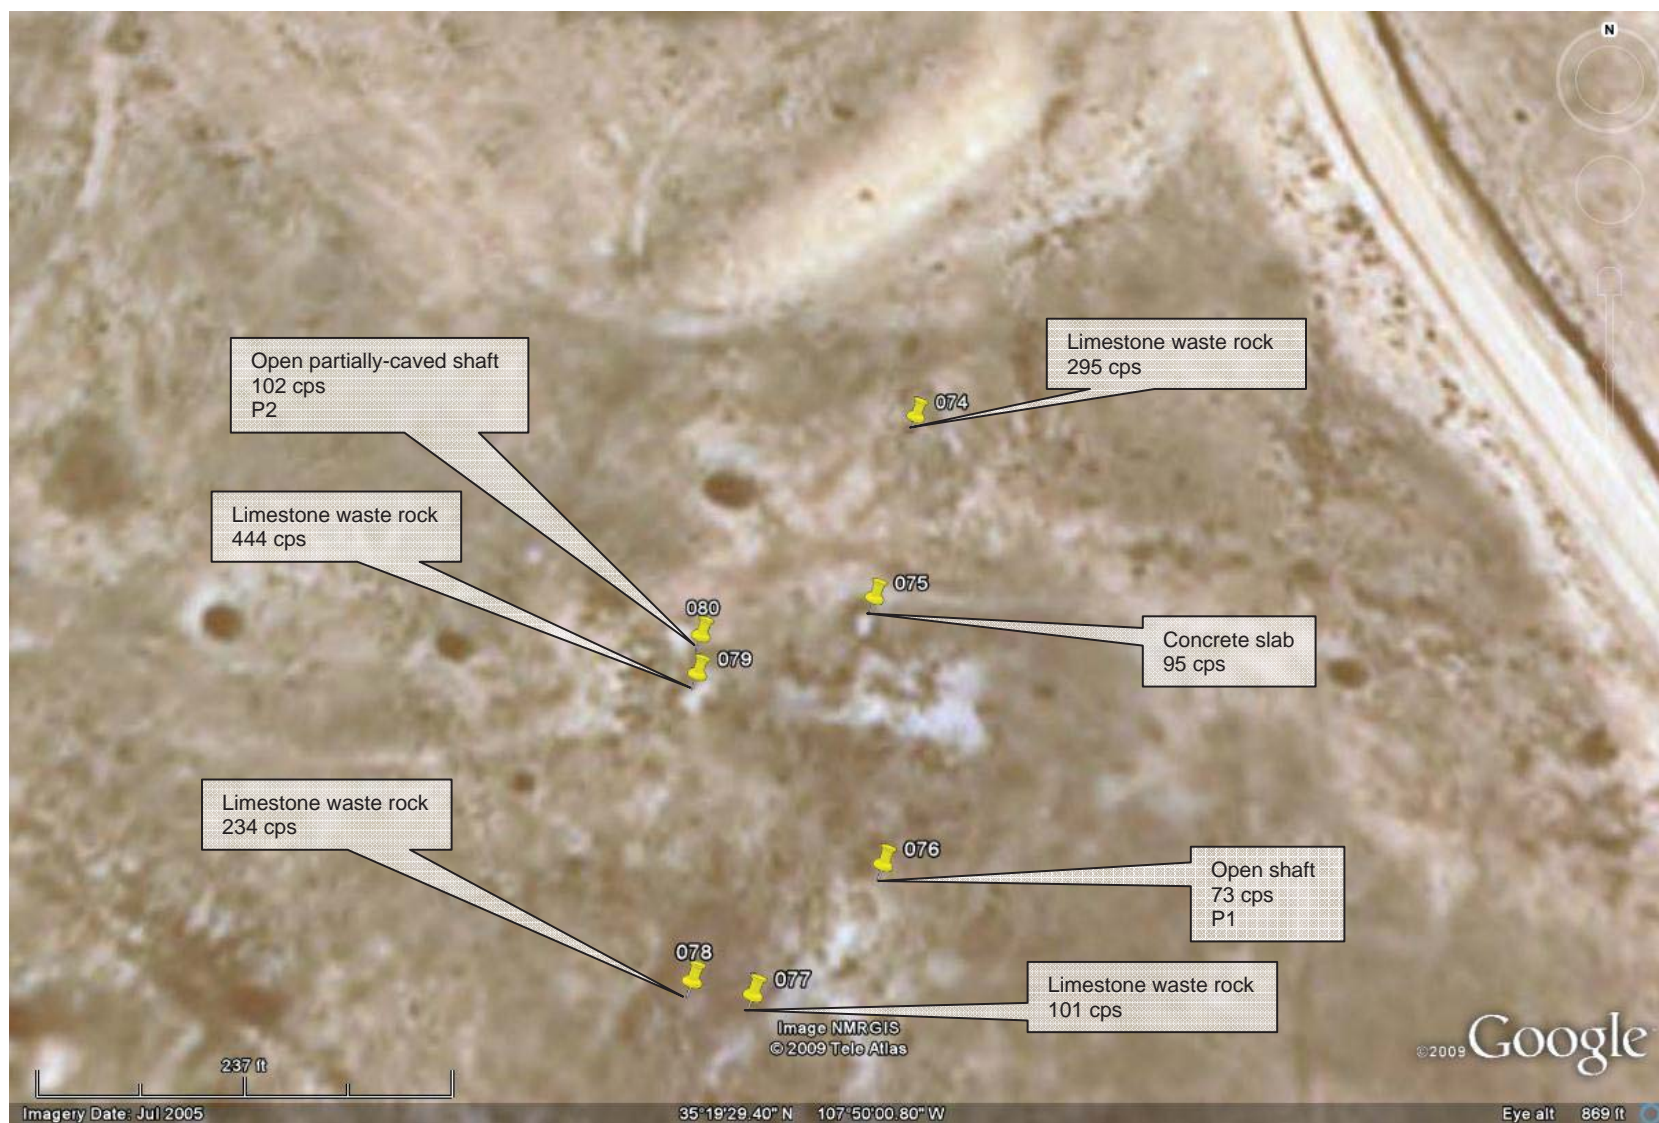 N
Limestone waste rock
295 cps
Open partially-caved shaft
102 cps
P2
074
Limestone waste rock
444 cps
075
080
079
Concrete slab
95 cps
Limestone waste rock
234 cps
076
Open shaft
73 cps
P1
078
077
Limestone waste rock
101 cps
Image NMRGIS
© 2009 Tele Atlas
©2009 Google
237 ft
Imagery Date: Jul 2005
35°19'29.40" N 107°50'00.80" W
Eye alt 869 ft